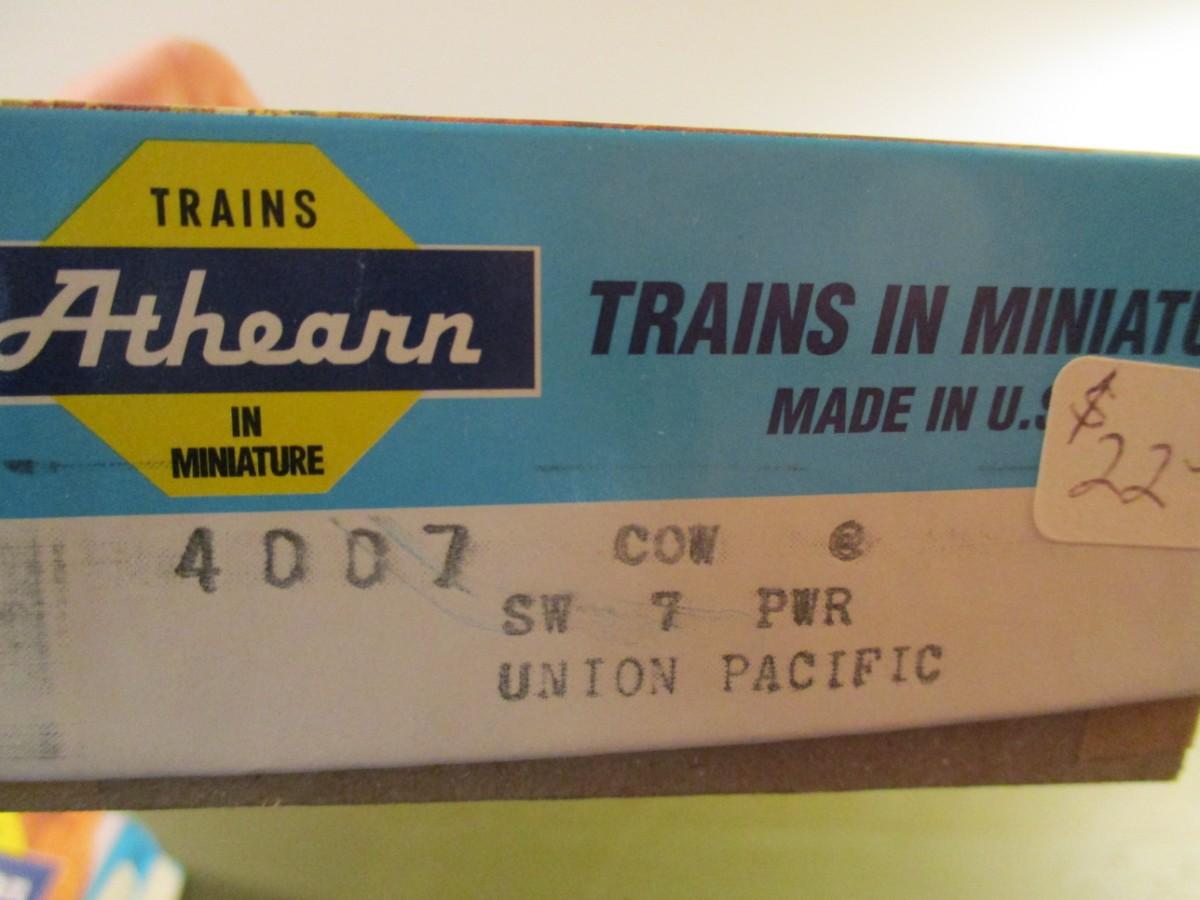 TRAINS
Athearn
IN
MINIATURE
TRAINS IN MINIATU
MADE IN U.S
$22-
4007 COW @
SW 7 PWR
UNION PACIFIC